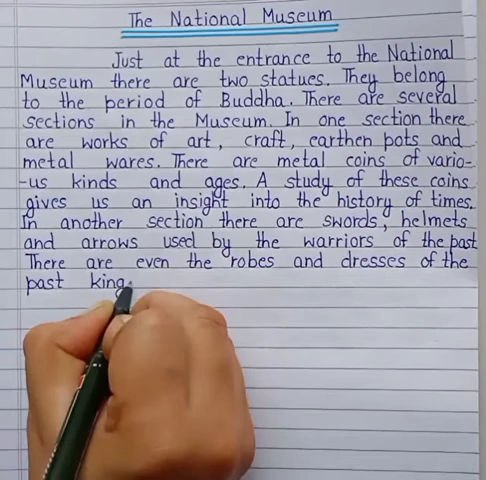 The National Museum
Just at the entrance to the National
Museum there are two statues. They belong
to the period of Buddha. There are several
sections in the Museum. In one section there
are works of art, craft, earthen pots and
metal wares. There are metal coins of vario-
-us kinds and ages. A study of these coins
gives us an insight into the history of times.
In another section there are swords, helmets
and arrows used by the warriors of the past
There are even the robes and dresses of the
past king